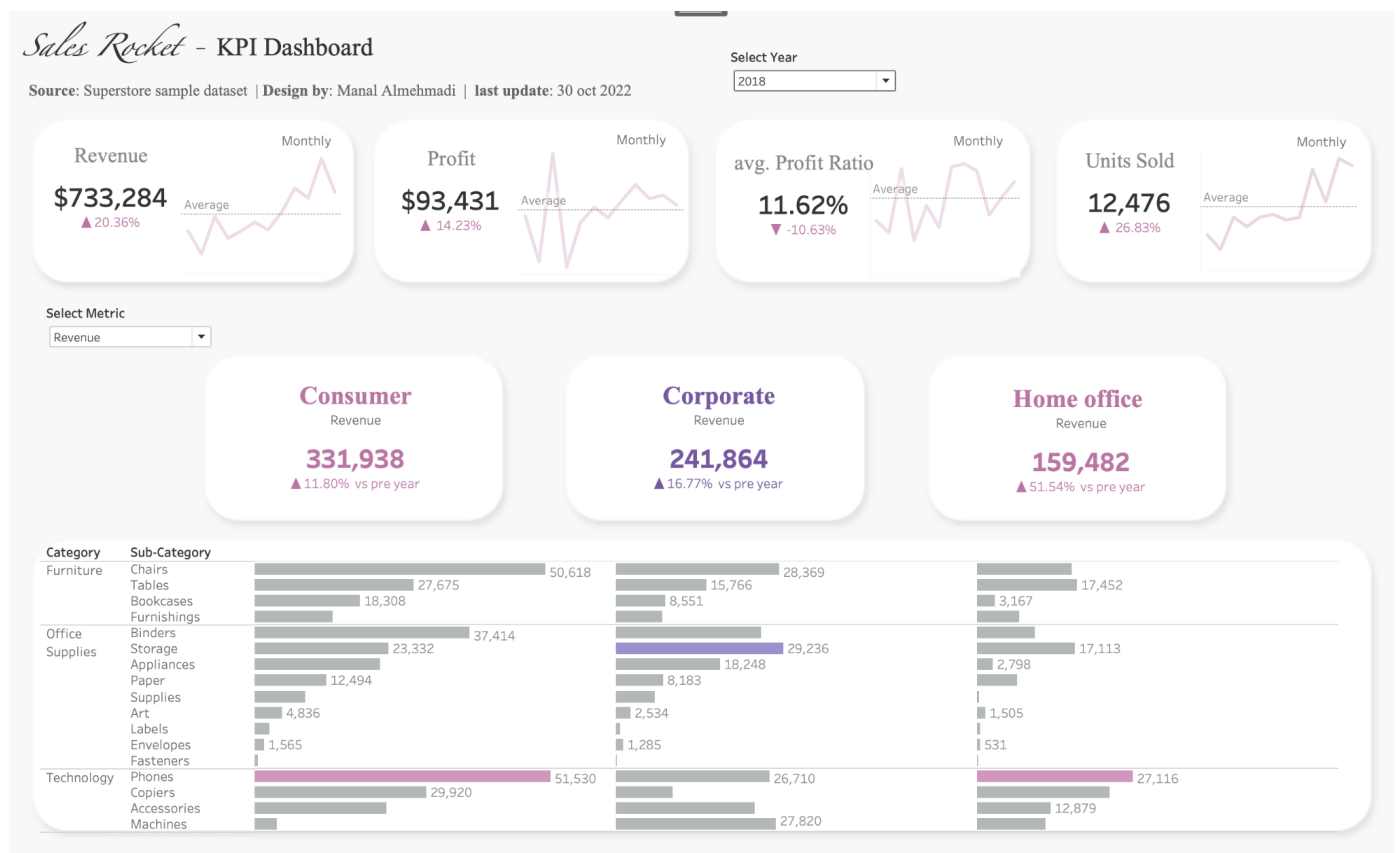 Sales Rocket - KPI Dashboard
Select Year
2018
Source: Superstore sample dataset | Design by: Manal Almehmadi | last update: 30 oct 2022
Revenue
Monthly
$733,284
▲ 20.36%
Average
Profit
Monthly
$93,431
▲ 14.23%
Average
avg. Profit Ratio
Monthly
11.62%
▼ -10.63%
Average
Units Sold
Monthly
12,476
▲ 26.83%
Average
Select Metric
Revenue
Consumer
Revenue
331,938
▲ 11.80% vs pre year
Corporate
Revenue
241,864
▲ 16.77% vs pre year
Home office
Revenue
159,482
▲ 51.54% vs pre year
Category Sub-Category
Furniture Chairs 50,618 28,369
Tables 27,675 15,766 17,452
Bookcases 18,308 8,551 3,167
Furnishings
Office Supplies Binders 37,414
Storage 23,332 29,236 17,113
Appliances 18,248 2,798
Paper 12,494 8,183
Supplies
Art 4,836 2,534 1,505
Labels
Envelopes 1,565 1,285 531
Fasteners
Technology Phones 51,530 26,710 27,116
Copiers 29,920
Accessories 12,879
Machines 27,820